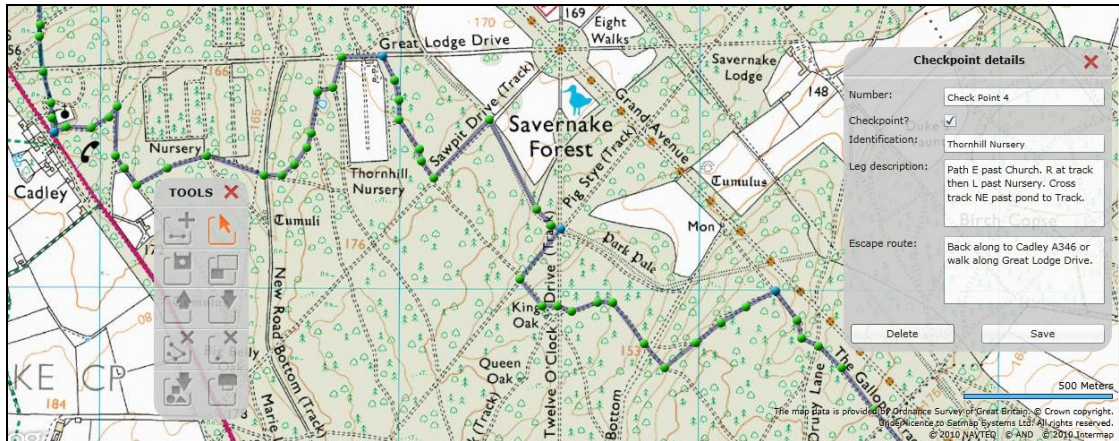 170
169
Eight
Walks
56
Great Lodge Drive
166
Savernake
Lodge
148
Sawpit Drive (Track)
Grand Avenue
Savernake
Forest
Pig Stye (Track)
Nursery
165
Cadley
Thornhill
Nursery
Tumulus
Tumuli
176
Mon
Park Pale
New Road Bottom (Track)
King
Oak
Twelve O'Clock Drive (Track)
153
Queen
Oak
Bottom
Drury Lane
The Gallop
KE CP
184
TOOLS
Checkpoint details
Number:
Check Point 4
Checkpoint?
Identification:
Thornhill Nursery
Leg description:
Path E past Church. R at track
then L past Nursery. Cross
track NE past pond to Track.
Birch Copse
Escape route:
Back along to Cadley A346 or
walk along Great Lodge Drive.
Delete
Save
500 Meters
The map data is provided by Ordnance Survey of Great Britain. © Crown copyright.
Under licence to Satmap Systems Ltd. All rights reserved.
© 2010 NAVTEQ © AND © 2010 Intermap